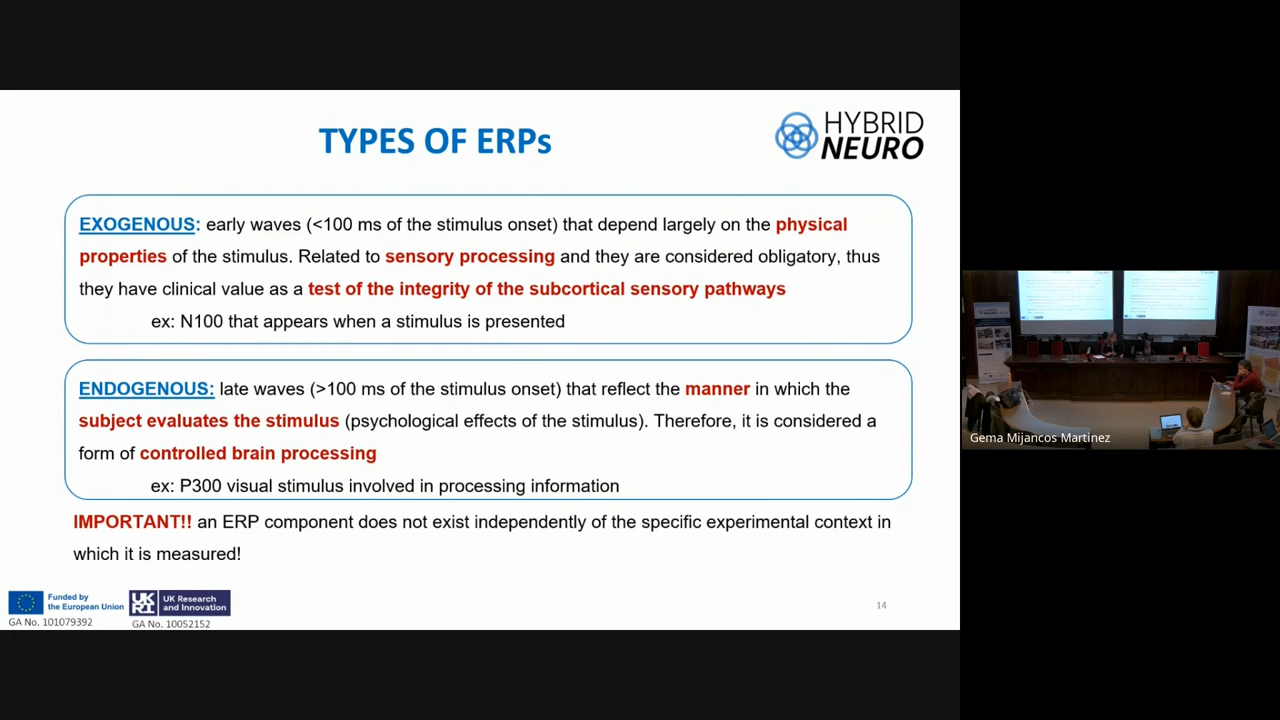 TYPES OF ERPs
HYBRID
NEURO
EXOGENOUS: early waves (<100 ms of the stimulus onset) that depend largely on the physical
properties of the stimulus. Related to sensory processing and they are considered obligatory, thus
they have clinical value as a test of the integrity of the subcortical sensory pathways
ex: N100 that appears when a stimulus is presented
ENDOGENOUS: late waves (>100 ms of the stimulus onset) that reflect the manner in which the
subject evaluates the stimulus (psychological effects of the stimulus). Therefore, it is considered a
form of controlled brain processing
ex: P300 visual stimulus involved in processing information
IMPORTANT!! an ERP component does not exist independently of the specific experimental context in
which it is measured!
Funded by
the European Union
GA No. 101079392
UK
RI
UK Research
and Innovation
GA No. 10052152
14
Gema Mijancos Martinez